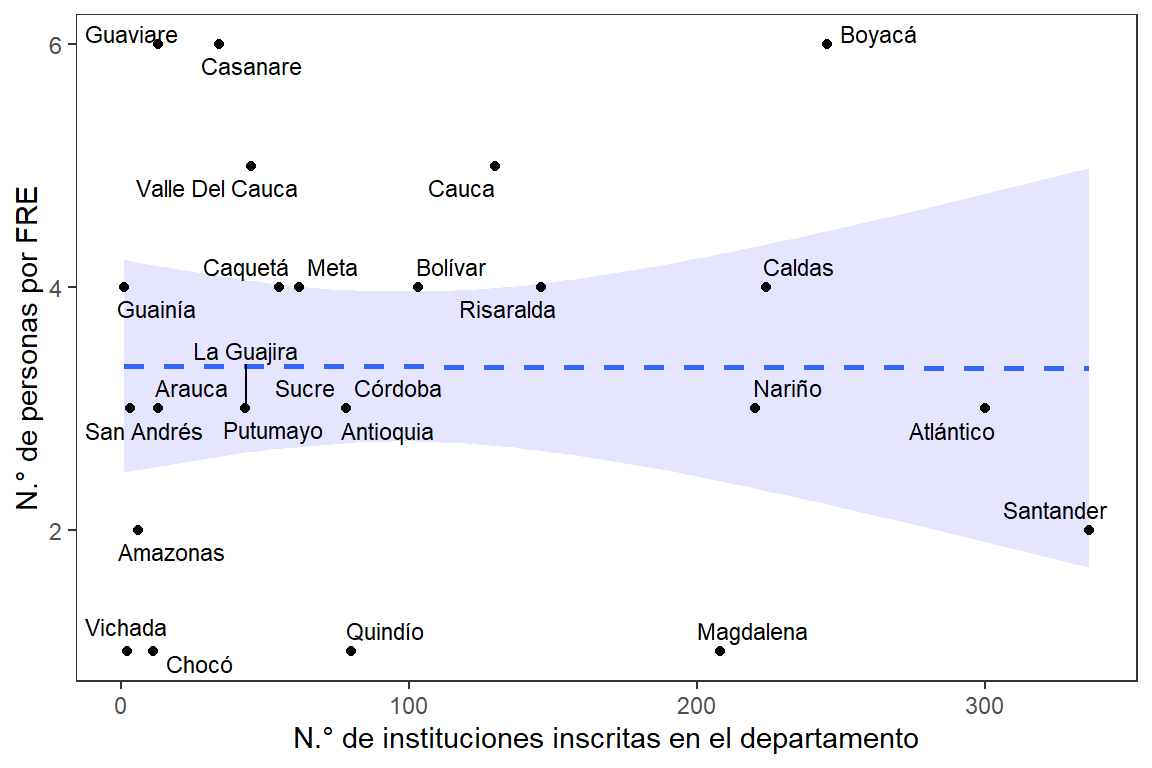 N.° de personas por FRE
6
4
2
Guaviare
Boyacá
Casanare
Valle Del Cauca
Cauca
Caquetá
Meta
Bolívar
Caldas
Guainía
Risaralda
La Guajira
Arauca
Sucre
Córdoba
Nariño
San Andrés
Putumayo
Antioquia
Atlántico
Santander
Amazonas
Vichada
Quindío
Magdalena
Chocó
0
100
200
300
N.° de instituciones inscritas en el departamento